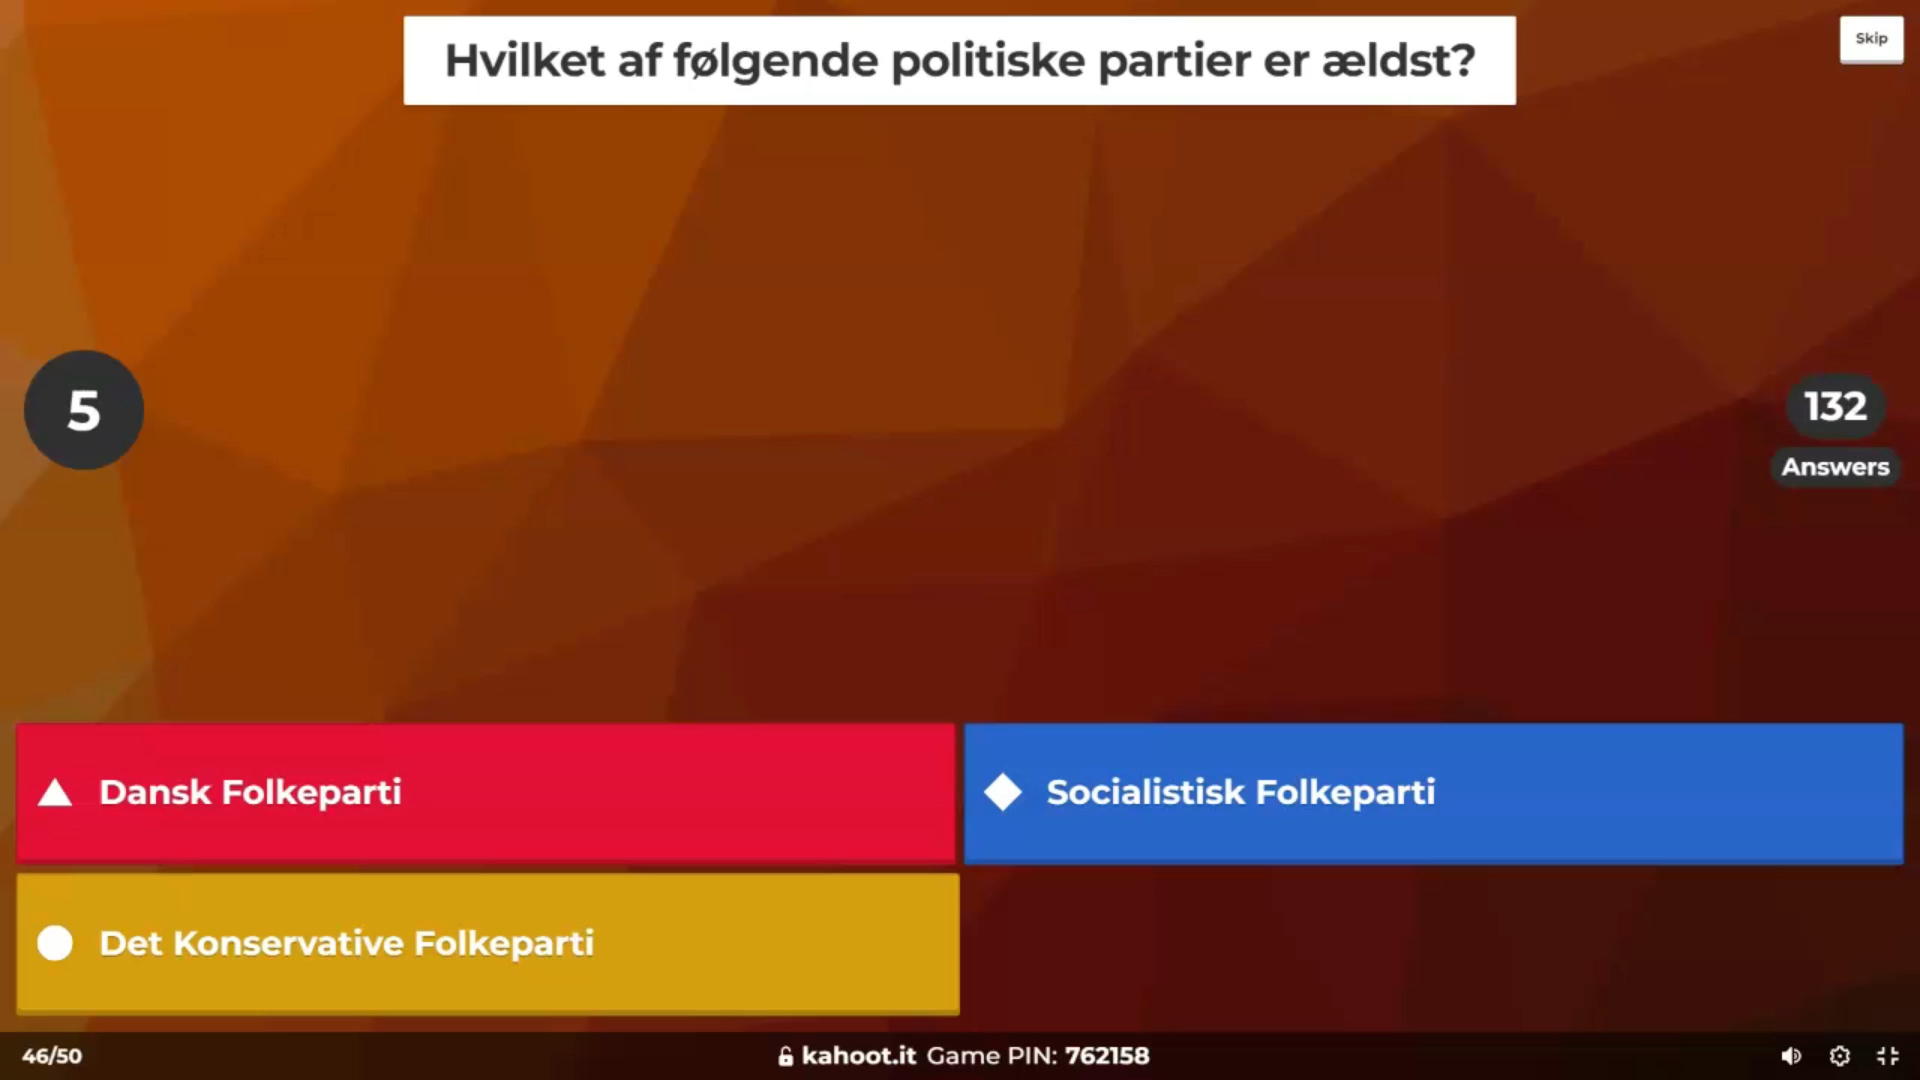 Hvilket af følgende politiske partier er ældst?
Skip
5
132
Answers
Dansk Folkeparti
Socialistisk Folkeparti
Det Konservative Folkeparti
46/50
kahoot.it Game PIN: 762158